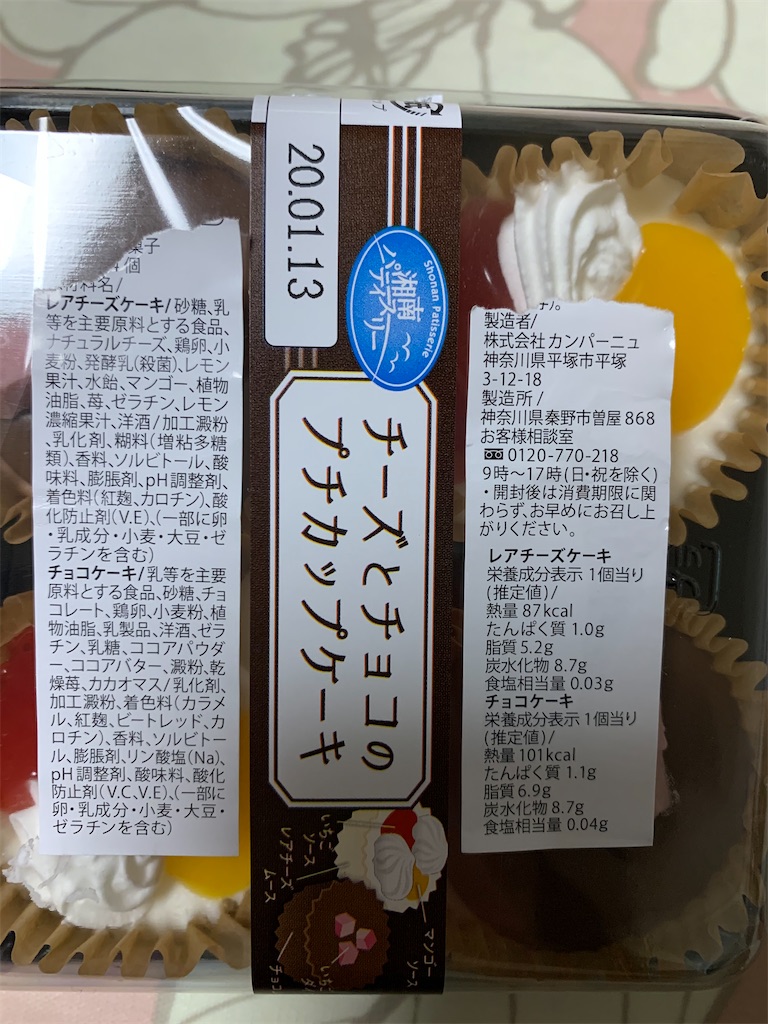 菓子
個
材料名/
レアチーズケーキ/砂糖、乳
等を主要原料とする食品、
ナチュラルチーズ、鶏卵、小
麦粉、発酵乳(殺菌)、レモン
果汁、水飴、マンゴー、植物
油脂、苺、ゼラチン、レモン
濃縮果汁、洋酒/加工澱粉
、乳化剤、糊料(増粘多糖
類)、香料、ソルビトール、酸
味料、膨脹剤、pH調整剤、
着色料(紅麹、カロチン)、酸
化防止剤(V.E)、(一部に卵
・乳成分・小麦・大豆・ゼ
ラチンを含む)
チョコケーキ/乳等を主要
原料とする食品、砂糖、チョ
コレート、鶏卵、小麦粉、植
物油脂、乳製品、洋酒、ゼラ
チン、乳糖、ココアパウダ
ー、ココアバター、澱粉、乾
燥苺、カカオマス/乳化剤、
加工澱粉、着色料(カラメ
ル、紅麹、ビートレッド、カ
ロチン)、香料、ソルビトー
ル、膨脹剤、リン酸塩(Na)、
pH調整剤、酸味料、酸化
防止剤(V.C、V.E)、(一部に
卵・乳成分・小麦・大豆・
ゼラチンを含む)
20.01.13
Shonan Patisserie
湘南
パティスリー
チーズとチョコの
プチカップケーキ
いちご
ソース
レアチーズ
ムース
マンゴー
ソース
いちご
チョコ
製造者/
株式会社カンパーニュ
神奈川県平塚市平塚
3-12-18
製造所/
神奈川県秦野市曽屋868
お客様相談室
0120-770-218
9時〜17時(日・祝を除く)
・開封後は消費期限に関
わらず、お早めにお召し上
がりください。
レアチーズケーキ
栄養成分表示 1個当り
(推定値)/
熱量 87kcal
たんぱく質 1.0g
脂質 5.2g
炭水化物 8.7g
食塩相当量 0.03g
チョコケーキ
栄養成分表示 1個当り
(推定値)/
熱量 101kcal
たんぱく質 1.1g
脂質 6.9g
炭水化物 8.7g
食塩相当量 0.04g